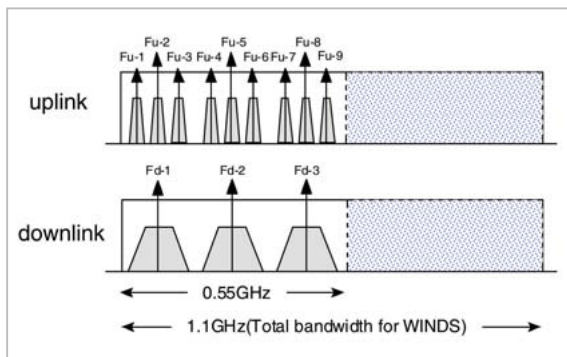 Fu-2 Fu-5 Fu-8
Fu-1 Fu-3 Fu-4 Fu-6 Fu-7 Fu-9
uplink
Fd-1 Fd-2 Fd-3
downlink
0.55GHz
1.1GHz(Total bandwidth for WINDS)